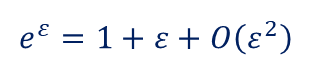 e^ε = 1 + ε + O(ε²)